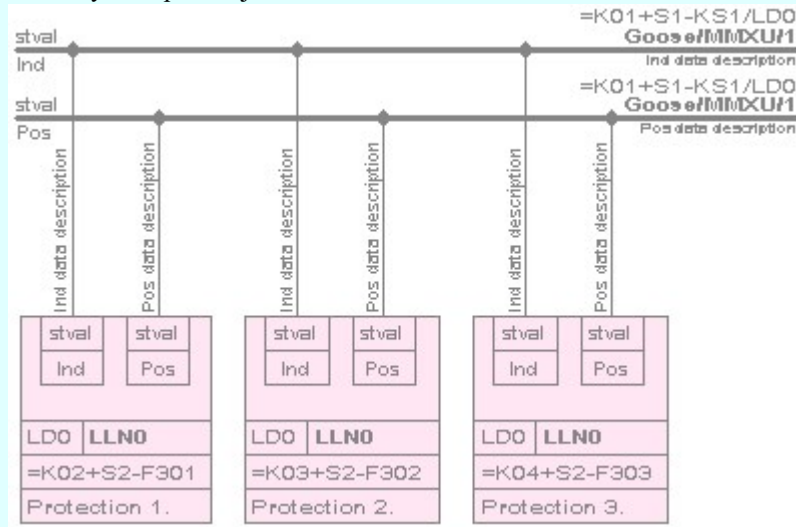 =K01+S1-KS1/LD0
stval Goose/MMXU/1
Ind Ind data description
=K01+S1-KS1/LD0
stval Goose/MMXU/1
Pos Pos data description
Ind data description
Pos data description
Ind data description
Pos data description
Ind data description
Pos data description
stval stval stval stval stval stval
Ind Pos Ind Pos Ind Pos
LD0 LLN0 LD0 LLN0 LD0 LLN0
=K02+S2-F301 =K03+S2-F302 =K04+S2-F303
Protection 1. Protection 2. Protection 3.